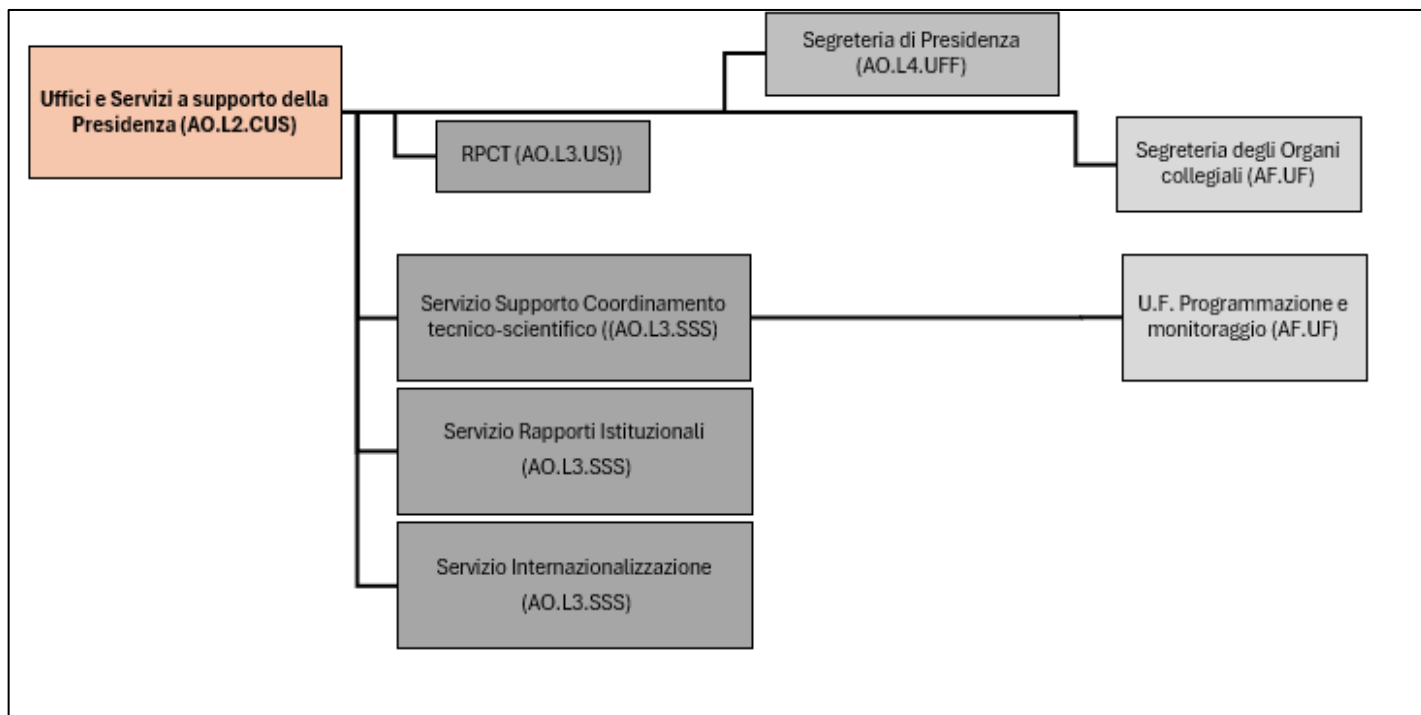 Segreteria di Presidenza
(AO.L4.UFF)
Uffici e Servizi a supporto della
Presidenza (AO.L2.CUS)
RPCT (AO.L3.US))
Segreteria degli Organi
collegiali (AF.UF)
Servizio Supporto Coordinamento
tecnico-scientifico ((AO.L3.SSS)
U.F. Programmazione e
monitoraggio (AF.UF)
Servizio Rapporti Istituzionali
(AO.L3.SSS)
Servizio Internazionalizzazione
(AO.L3.SSS)